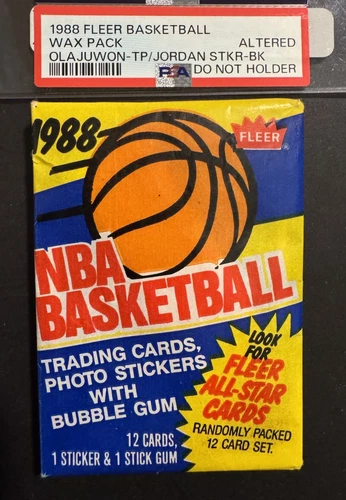 1988 FLEER BASKETBALL
WAX PACK ALTERED
OLAJUWON-TP/JORDAN STKR-BK
PSA DO NOT HOLDER
1988
FLEER
NBA
BASKETBALL
TRADING CARDS,
PHOTO STICKERS
WITH
BUBBLE GUM
12 CARDS,
1 STICKER & 1 STICK GUM
LOOK
FOR
FLEER
ALL-STAR
CARDS
RANDOMLY PACKED
12 CARD SET.